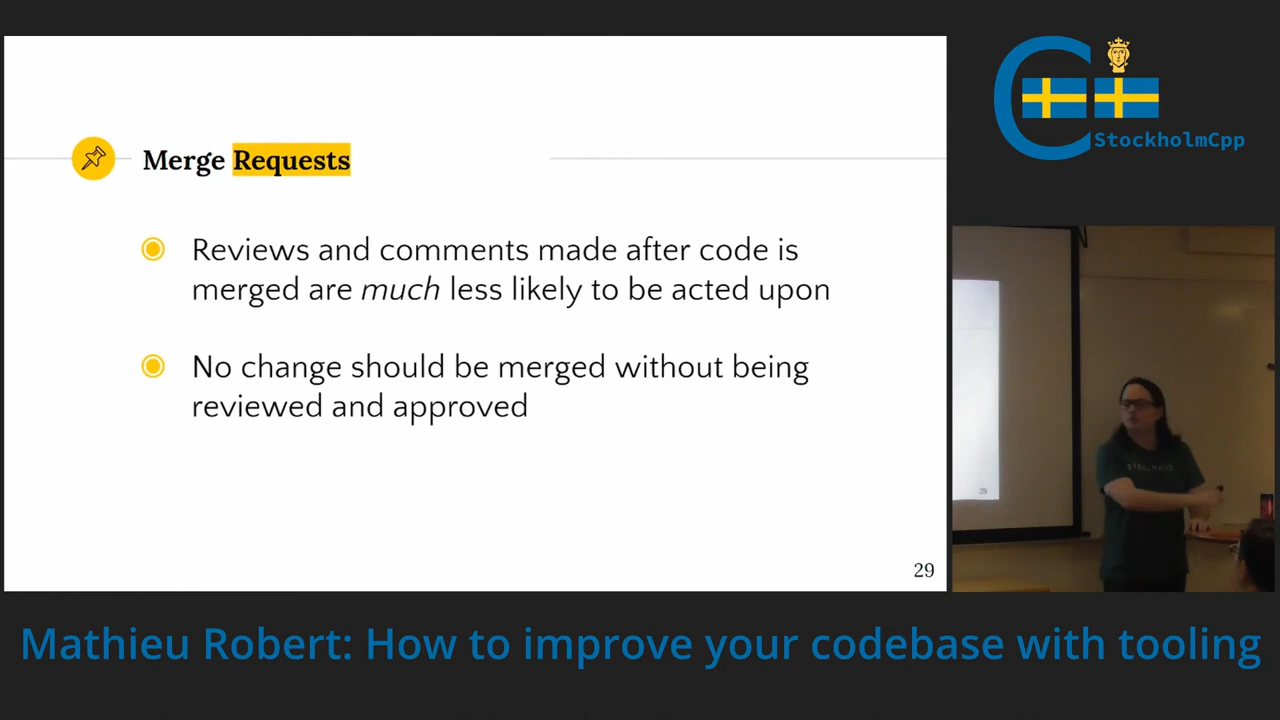 StockholmCpp
Merge Requests
Reviews and comments made after code is
merged are much less likely to be acted upon
No change should be merged without being
reviewed and approved
29
29
Mathieu Robert: How to improve your codebase with tooling